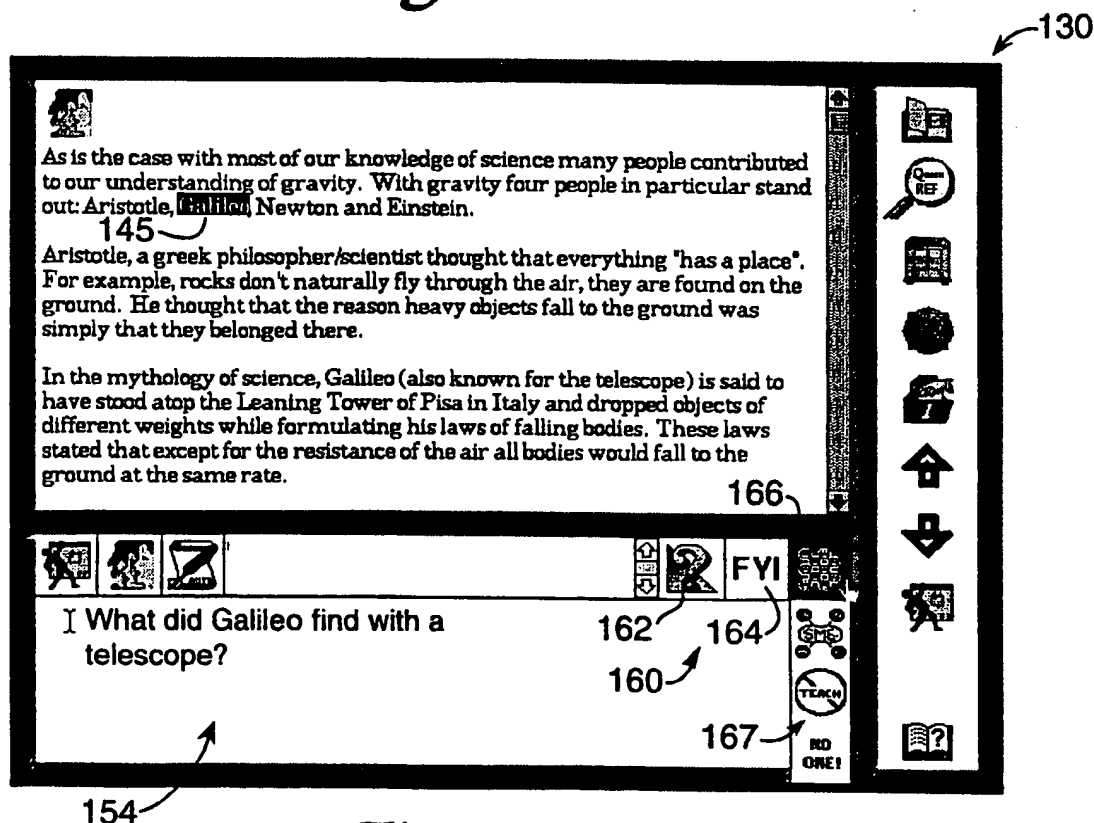 130
As is the case with most of our knowledge of science many people contributed
to our understanding of gravity. With gravity four people in particular stand
out: Aristotle, Galileo, Newton and Einstein.
145
Aristotle, a greek philosopher/scientist thought that everything "has a place".
For example, rocks don't naturally fly through the air, they are found on the
ground. He thought that the reason heavy objects fall to the ground was
simply that they belonged there.
In the mythology of science, Galileo (also known for the telescope) is said to
have stood atop the Leaning Tower of Pisa in Italy and dropped objects of
different weights while formulating his laws of falling bodies. These laws
stated that except for the resistance of the air all bodies would fall to the
ground at the same rate.
REF
166
FYI
What did Galileo find with a
telescope?
162
164
160
SME
TEACH
167
NO
ONE!
?
154